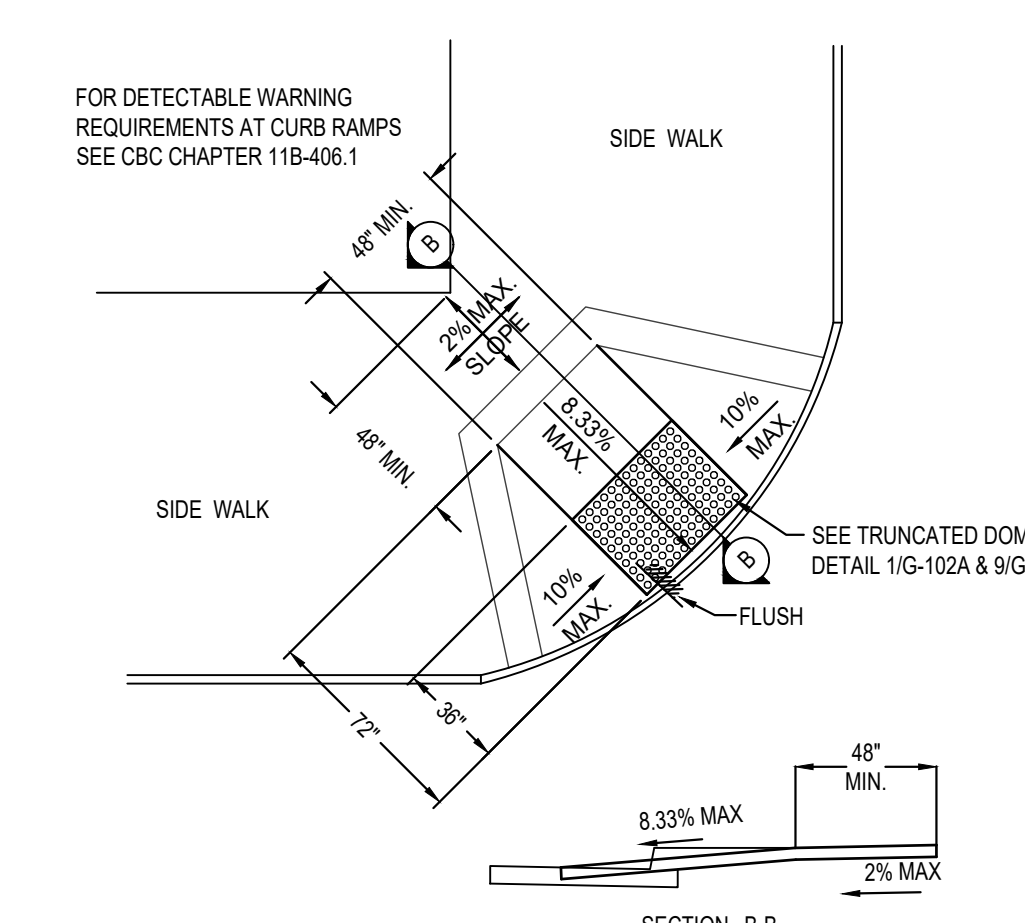 FOR DETECTABLE WARNING
REQUIREMENTS AT CURB RAMPS
SEE CBC CHAPTER 11B-406.1
SIDE WALK
48" MIN.
B
2% MAX.
SLOPE
48" MIN.
8.33%
MAX.
10%
MAX.
SIDE WALK
SEE TRUNCATED DOM
DETAIL 1/G-102A & 9/G
B
10%
MAX.
FLUSH
72"
36"
48"
MIN.
8.33% MAX
2% MAX
SECTION B-B